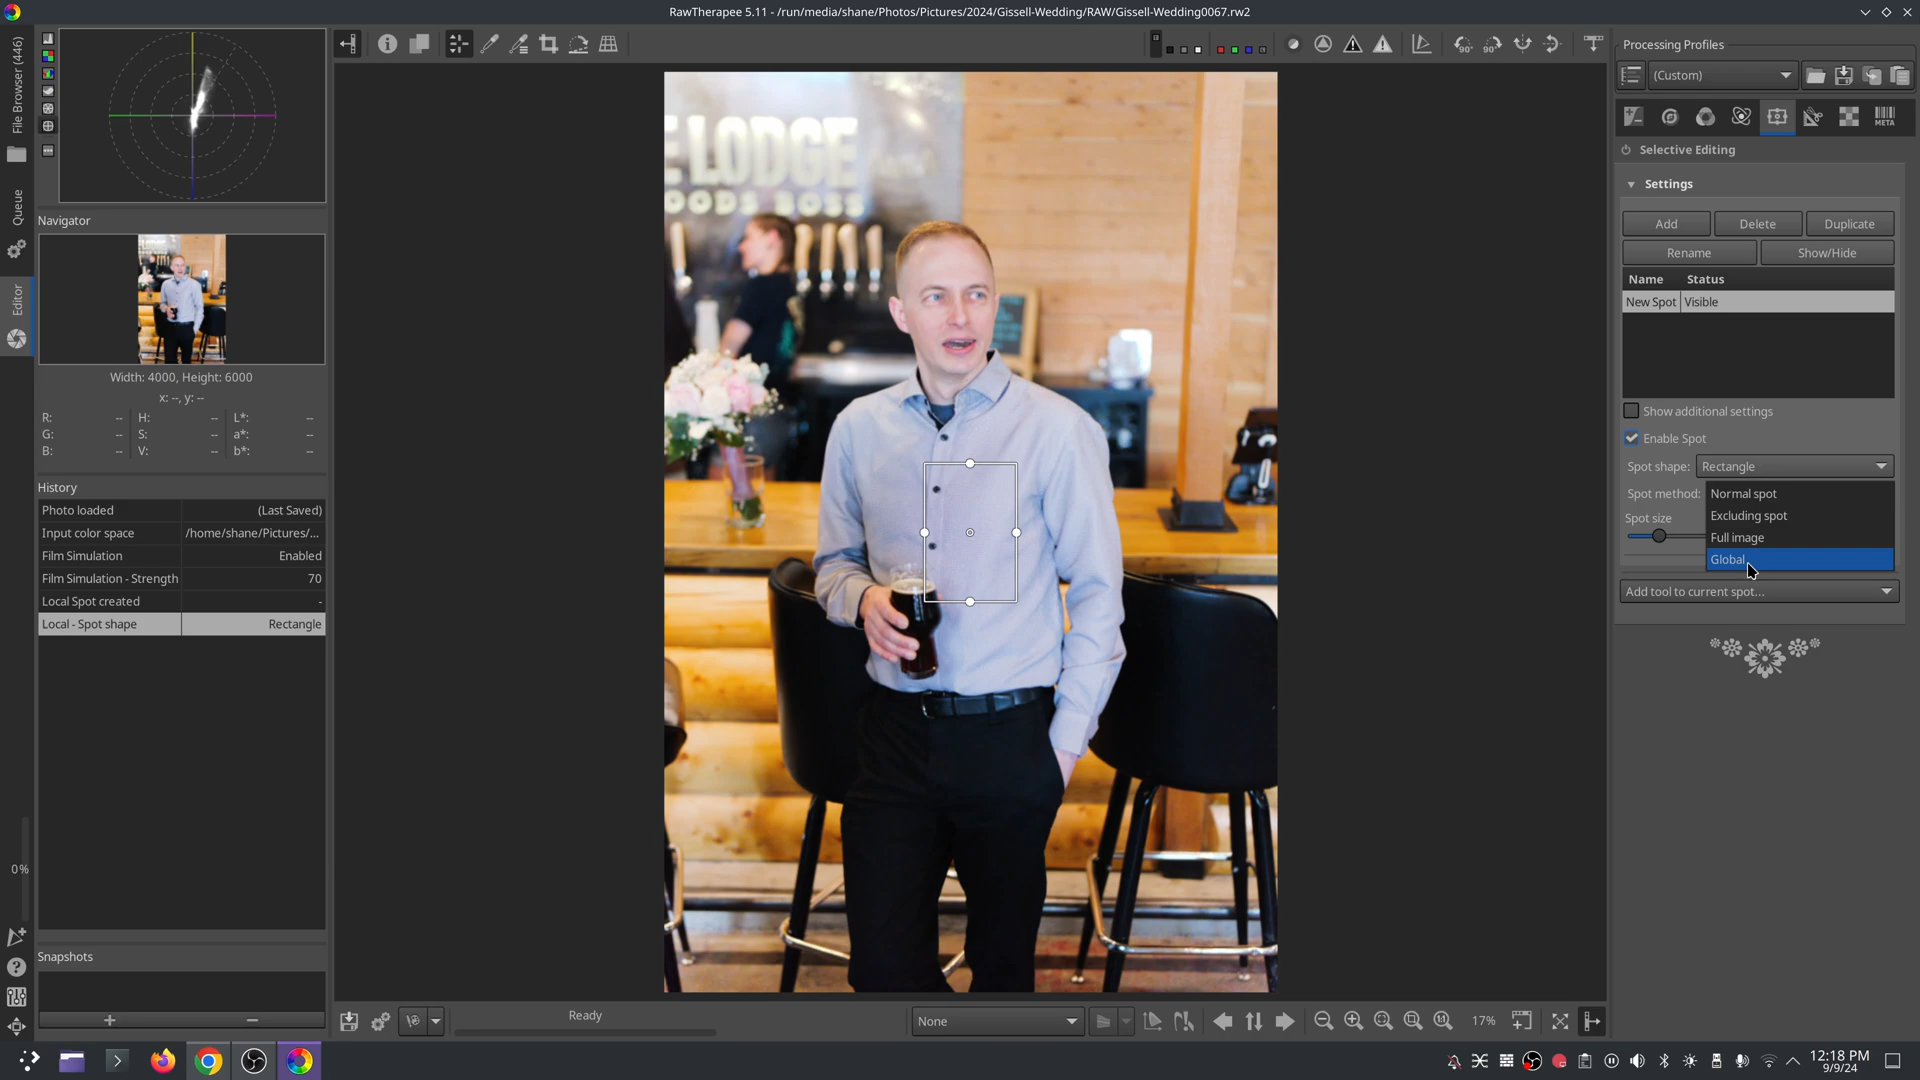 RawTherapee 5.11 - /run/media/shane/Photos/Pictures/2024/Gissell-Wedding/RAW/Gissell-Wedding0067.rw2
File Browser (446)
Queue
Editor
0%
Navigator
Width: 4000, Height: 6000
x: --, y: --
R: -- H: -- L*: --
G: -- S: -- a*: --
B: -- V: -- b*: --
History
Photo loaded (Last Saved)
Input color space /home/shane/Pictures/...
Film Simulation Enabled
Film Simulation - Strength 70
Local Spot created -
Local - Spot shape Rectangle
Snapshots
E LODGE
ODS BOSS
Ready
None
17%
Processing Profiles
(Custom)
META
Selective Editing
Settings
Add Delete Duplicate
Rename Show/Hide
Name Status
New Spot Visible
Show additional settings
Enable Spot
Spot shape: Rectangle
Spot method:
Normal spot
Excluding spot
Spot size
Full image
Global
Add tool to current spot...
12:18 PM
9/9/24